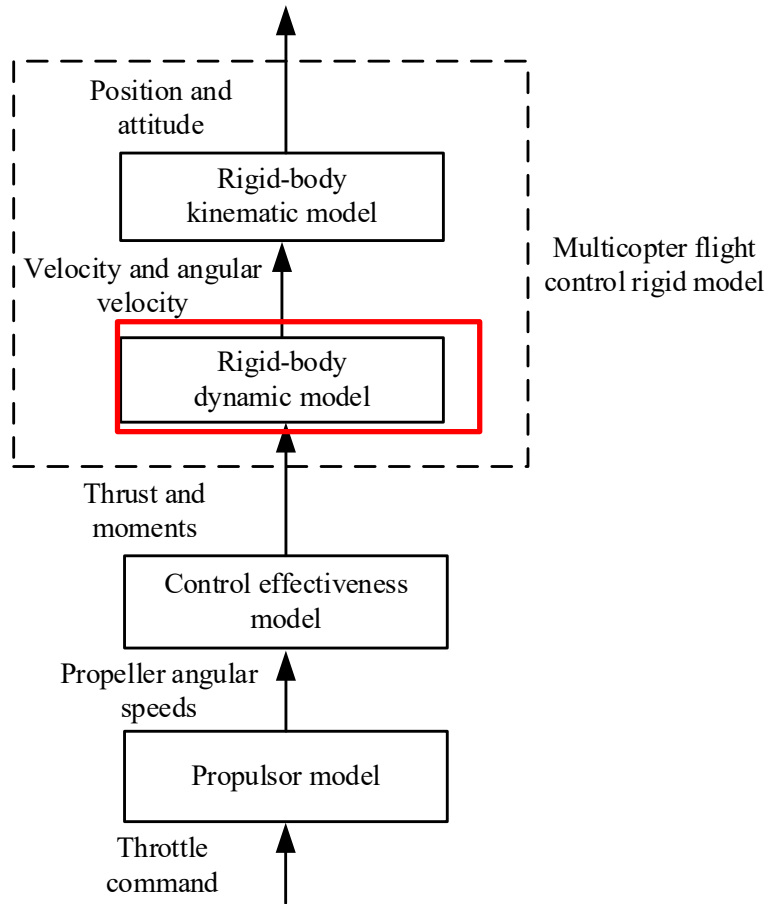 Position and
attitude
Rigid-body
kinematic model
Velocity and angular
velocity
Multicopter flight
control rigid model
Rigid-body
dynamic model
Thrust and
moments
Control effectiveness
model
Propeller angular
speeds
Propulsor model
Throttle
command